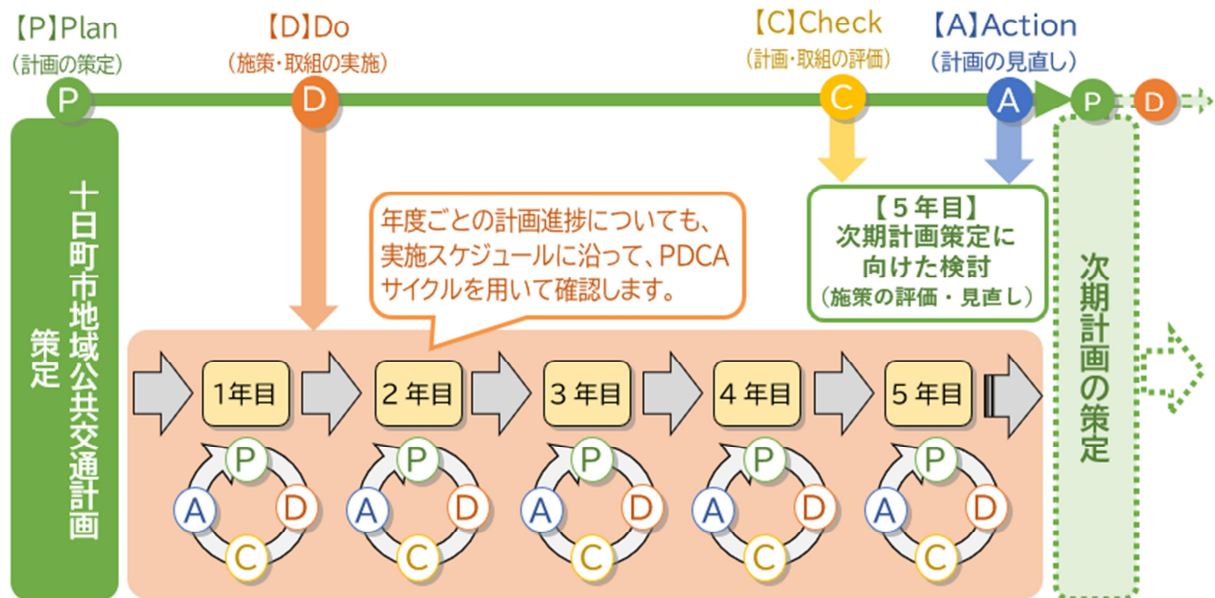 【P】Plan
(計画の策定)
【D】Do
(施策・取組の実施)
【C】Check
(計画・取組の評価)
【A】Action
(計画の見直し)
P
D
C
A
P
D
十日町市地域公共交通計画
策定
年度ごとの計画進捗についても、
実施スケジュールに沿って、PDCA
サイクルを用いて確認します。
【5年目】
次期計画策定に
向けた検討
(施策の評価・見直し)
次期計画の策定
1年目
2年目
3年目
4年目
5年目
P
D
C
A
P
D
C
A
P
D
C
A
P
D
C
A
P
D
C
A